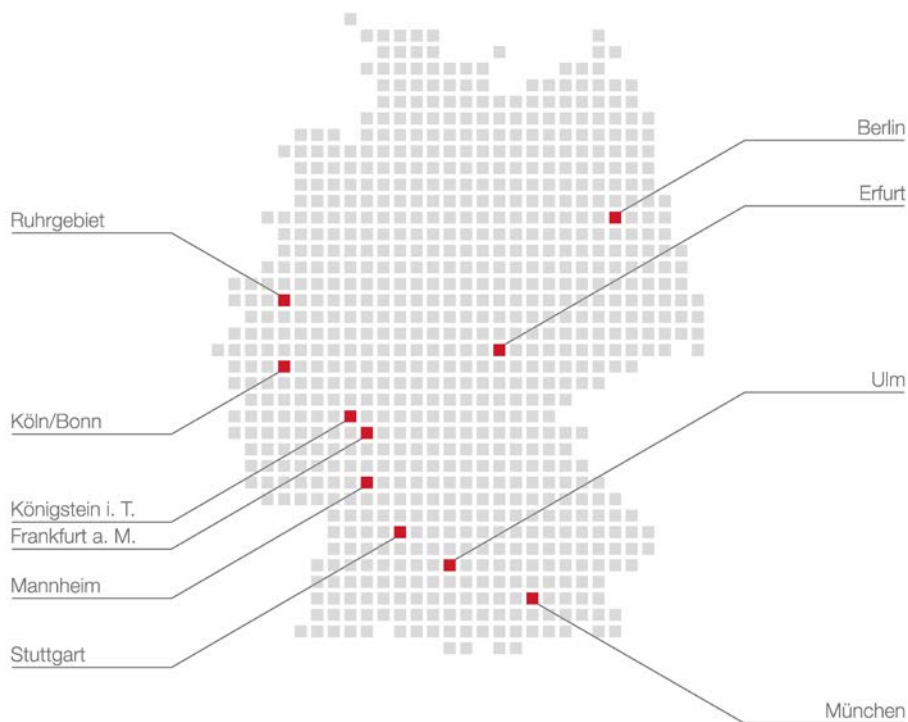 Berlin
Erfurt
Ruhrgebiet
Ulm
Köln/Bonn
Königstein i. T.
Frankfurt a. M.
Mannheim
Stuttgart
München